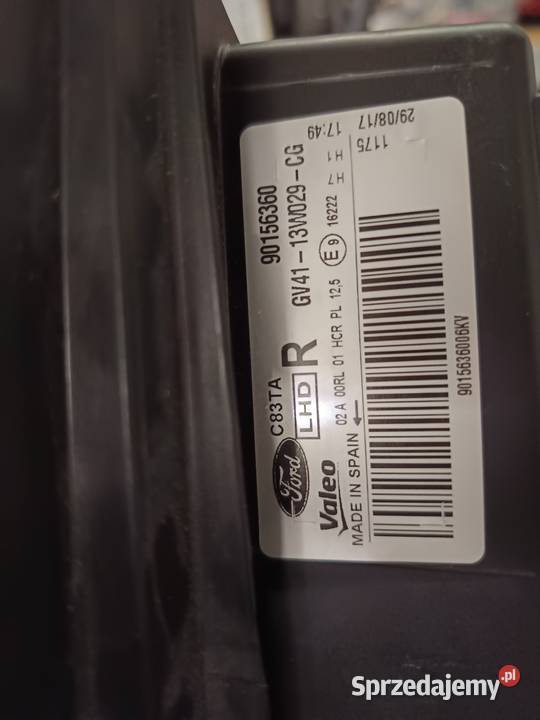 Ford
C83TA
90156360
LHD R
GV41-13W029-CG
Valeo
02 A 00RL 01 HCR PL 12,5 E 9 16222
H7 H1 17:49
MADE IN SPAIN
1175 29/08/17
9015636006KV
Sprzedajemy.pl